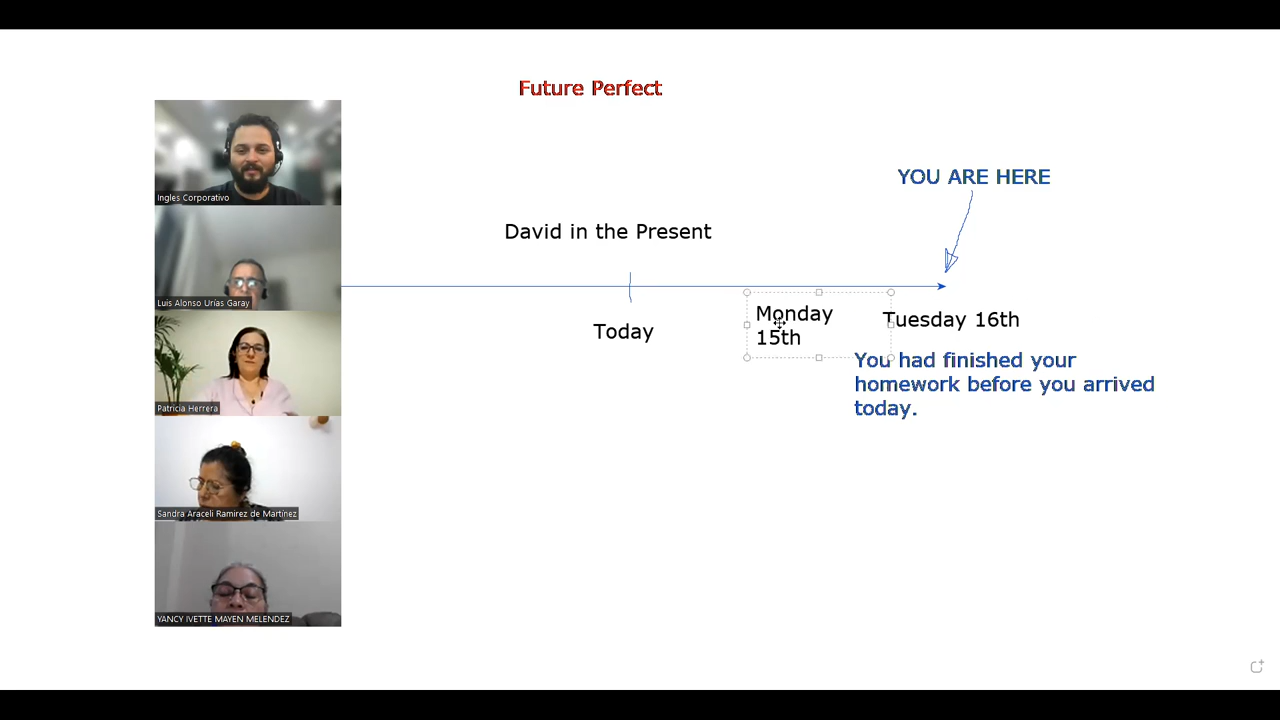 Future Perfect
Ingles Corporativo
YOU ARE HERE
David in the Present
Luis Alonso Urías Garay
Today
Monday
15th
Tuesday 16th
You had finished your
homework before you arrived
today.
Patricia Herrera
Sandra Araceli Ramirez de Martinez
YANCY IVETTE MAYEN MELENDEZ